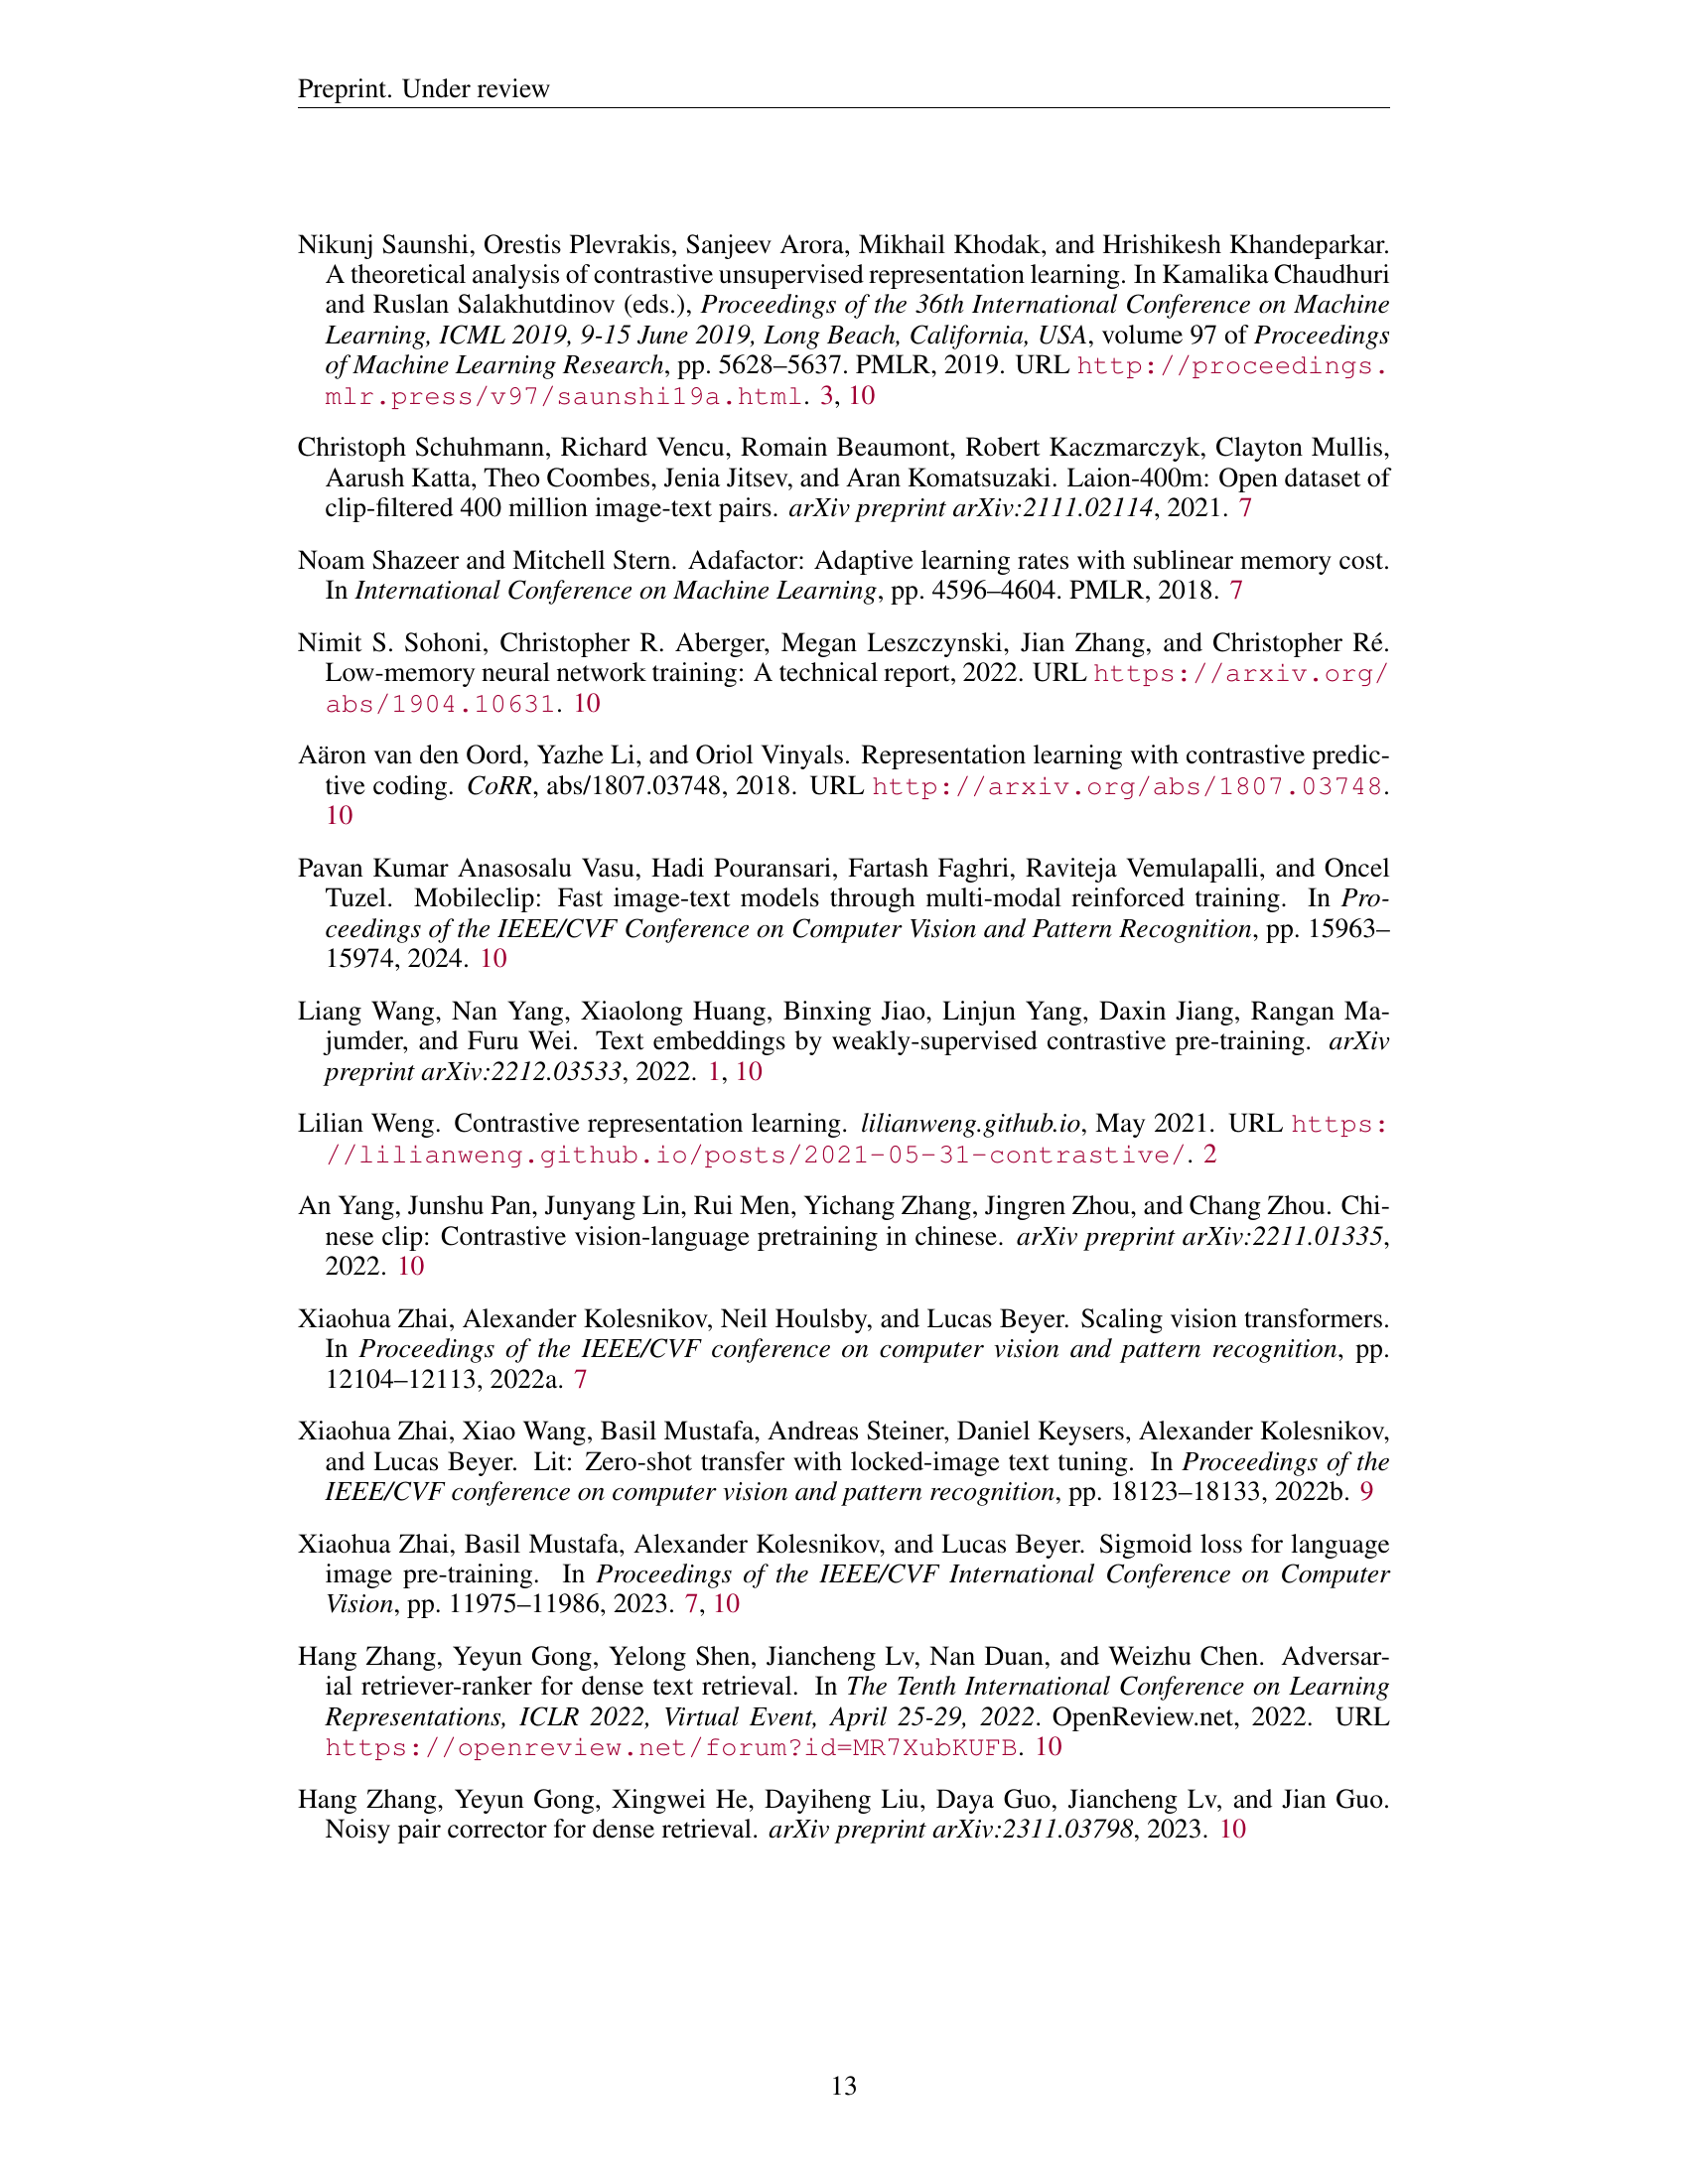 Preprint. Under review
Nikunj Saunshi, Orestis Plevrakis, Sanjeev Arora, Mikhail Khodak, and Hrishikesh Khandeparkar.
A theoretical analysis of contrastive unsupervised representation learning. In Kamalika Chaudhuri
and Ruslan Salakhutdinov (eds.), Proceedings of the 36th International Conference on Machine
Learning, ICML 2019, 9-15 June 2019, Long Beach, California, USA, volume 97 of Proceedings
of Machine Learning Research, pp. 5628–5637. PMLR, 2019. URL http://proceedings.
mlr.press/v97/saunshi19a.html. 3, 10
Christoph Schuhmann, Richard Vencu, Romain Beaumont, Robert Kaczmarczyk, Clayton Mullis,
Aarush Katta, Theo Coombes, Jenia Jitsev, and Aran Komatsuzaki. Laion-400m: Open dataset of
clip-filtered 400 million image-text pairs. arXiv preprint arXiv:2111.02114, 2021. 7
Noam Shazeer and Mitchell Stern. Adafactor: Adaptive learning rates with sublinear memory cost.
In International Conference on Machine Learning, pp. 4596–4604. PMLR, 2018. 7
Nimit S. Sohoni, Christopher R. Aberger, Megan Leszczynski, Jian Zhang, and Christopher Ré.
Low-memory neural network training: A technical report, 2022. URL https://arxiv.org/
abs/1904.10631. 10
Aäron van den Oord, Yazhe Li, and Oriol Vinyals. Representation learning with contrastive predic-
tive coding. CoRR, abs/1807.03748, 2018. URL http://arxiv.org/abs/1807.03748.
10
Pavan Kumar Anasosalu Vasu, Hadi Pouransari, Fartash Faghri, Raviteja Vemulapalli, and Oncel
Tuzel. Mobileclip: Fast image-text models through multi-modal reinforced training. In Pro-
ceedings of the IEEE/CVF Conference on Computer Vision and Pattern Recognition, pp. 15963–
15974, 2024. 10
Liang Wang, Nan Yang, Xiaolong Huang, Binxing Jiao, Linjun Yang, Daxin Jiang, Rangan Ma-
jumder, and Furu Wei. Text embeddings by weakly-supervised contrastive pre-training. arXiv
preprint arXiv:2212.03533, 2022. 1, 10
Lilian Weng. Contrastive representation learning. lilianweng.github.io, May 2021. URL https:
//lilianweng.github.io/posts/2021-05-31-contrastive/. 2
An Yang, Junshu Pan, Junyang Lin, Rui Men, Yichang Zhang, Jingren Zhou, and Chang Zhou. Chi-
nese clip: Contrastive vision-language pretraining in chinese. arXiv preprint arXiv:2211.01335,
2022. 10
Xiaohua Zhai, Alexander Kolesnikov, Neil Houlsby, and Lucas Beyer. Scaling vision transformers.
In Proceedings of the IEEE/CVF conference on computer vision and pattern recognition, pp.
12104–12113, 2022a. 7
Xiaohua Zhai, Xiao Wang, Basil Mustafa, Andreas Steiner, Daniel Keysers, Alexander Kolesnikov,
and Lucas Beyer. Lit: Zero-shot transfer with locked-image text tuning. In Proceedings of the
IEEE/CVF conference on computer vision and pattern recognition, pp. 18123–18133, 2022b. 9
Xiaohua Zhai, Basil Mustafa, Alexander Kolesnikov, and Lucas Beyer. Sigmoid loss for language
image pre-training. In Proceedings of the IEEE/CVF International Conference on Computer
Vision, pp. 11975–11986, 2023. 7, 10
Hang Zhang, Yeyun Gong, Yelong Shen, Jiancheng Lv, Nan Duan, and Weizhu Chen. Adversar-
ial retriever-ranker for dense text retrieval. In The Tenth International Conference on Learning
Representations, ICLR 2022, Virtual Event, April 25-29, 2022. OpenReview.net, 2022. URL
https://openreview.net/forum?id=MR7XubKUFB. 10
Hang Zhang, Yeyun Gong, Xingwei He, Dayiheng Liu, Daya Guo, Jiancheng Lv, and Jian Guo.
Noisy pair corrector for dense retrieval. arXiv preprint arXiv:2311.03798, 2023. 10
13